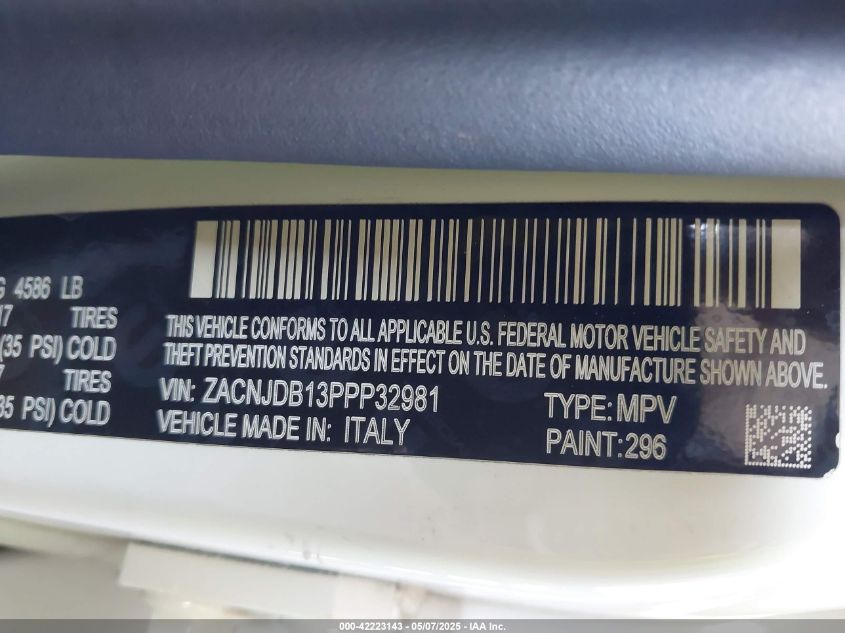 G 4586 LB
17 TIRES
(35 PSI) COLD
7 TIRES
35 PSI) COLD
THIS VEHICLE CONFORMS TO ALL APPLICABLE U.S. FEDERAL MOTOR VEHICLE SAFETY AND
THEFT PREVENTION STANDARDS IN EFFECT ON THE DATE OF MANUFACTURE SHOWN ABOVE.
VIN: ZACNJDB13PPP32981
TYPE: MPV
VEHICLE MADE IN: ITALY
PAINT:296
000-42223143 — 05/07/2025 - IAA Inc.